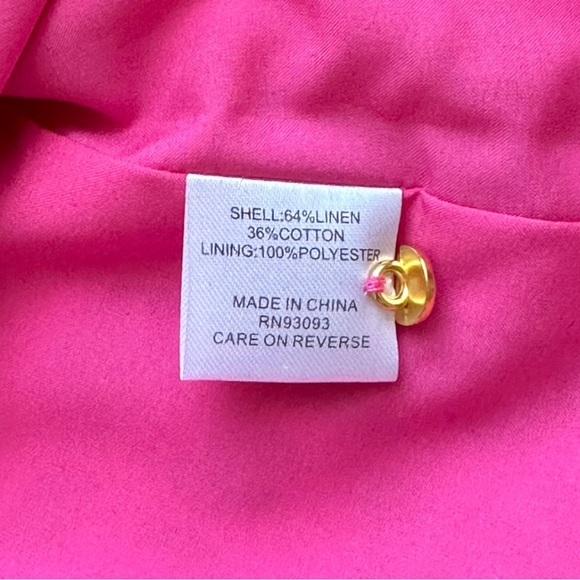 SHELL:64%LINEN
36%COTTON
LINING:100%POLYESTER
MADE IN CHINA
RN93093
CARE ON REVERSE